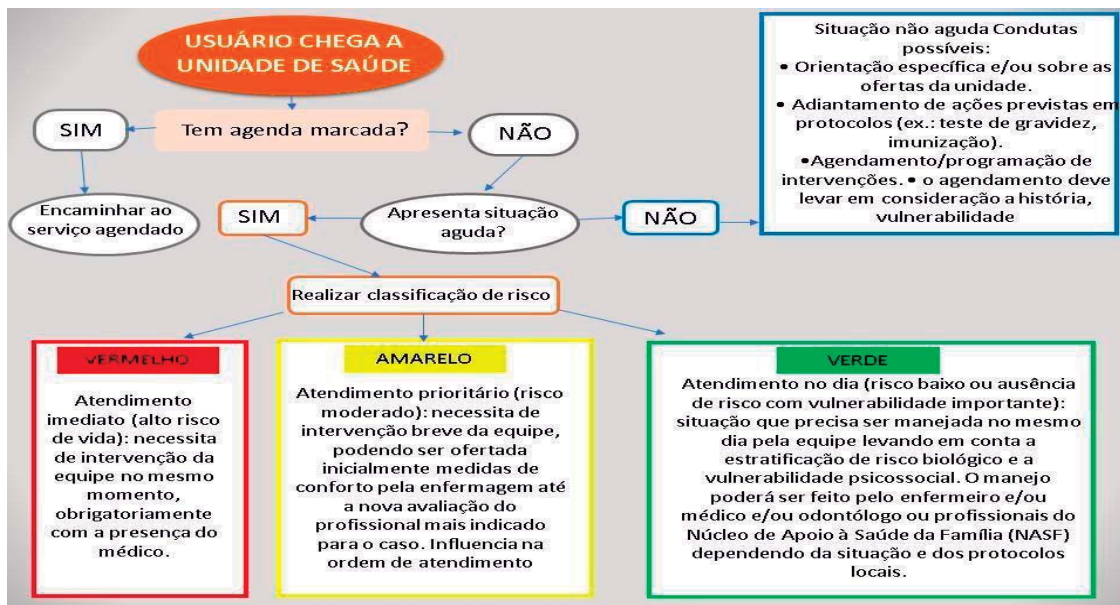 USUÁRIO CHEGA A
UNIDADE DE SAÚDE
Tem agenda marcada?
SIM
NÃO
Encaminhar ao
serviço agendado
Apresenta situação
aguda?
SIM
NÃO
Situação não aguda Condutas
possíveis:
• Orientação específica e/ou sobre as
ofertas da unidade.
• Adiantamento de ações previstas em
protocolos (ex.: teste de gravidez,
imunização).
•Agendamento/programação de
intervenções. • o agendamento deve
levar em consideração a história,
vulnerabilidade
Realizar classificação de risco
VERMELHO
Atendimento
imediato (alto risco
de vida): necessita
de intervenção da
equipe no mesmo
momento,
obrigatoriamente
com a presença do
médico.
AMARELO
Atendimento prioritário (risco
moderado): necessita de
intervenção breve da equipe,
podendo ser ofertada
inicialmente medidas de
conforto pela enfermagem até
a nova avaliação do
profissional mais indicado
para o caso. Influencia na
ordem de atendimento
VERDE
Atendimento no dia (risco baixo ou ausência
de risco com vulnerabilidade importante):
situação que precisa ser manejada no mesmo
dia pela equipe levando em conta a
estratificação de risco biológico e a
vulnerabilidade psicossocial. O manejo
poderá ser feito pelo enfermeiro e/ou
médico e/ou odontólogo ou profissionais do
Núcleo de Apoio à Saúde da Família (NASF)
dependendo da situação e dos protocolos
locais.